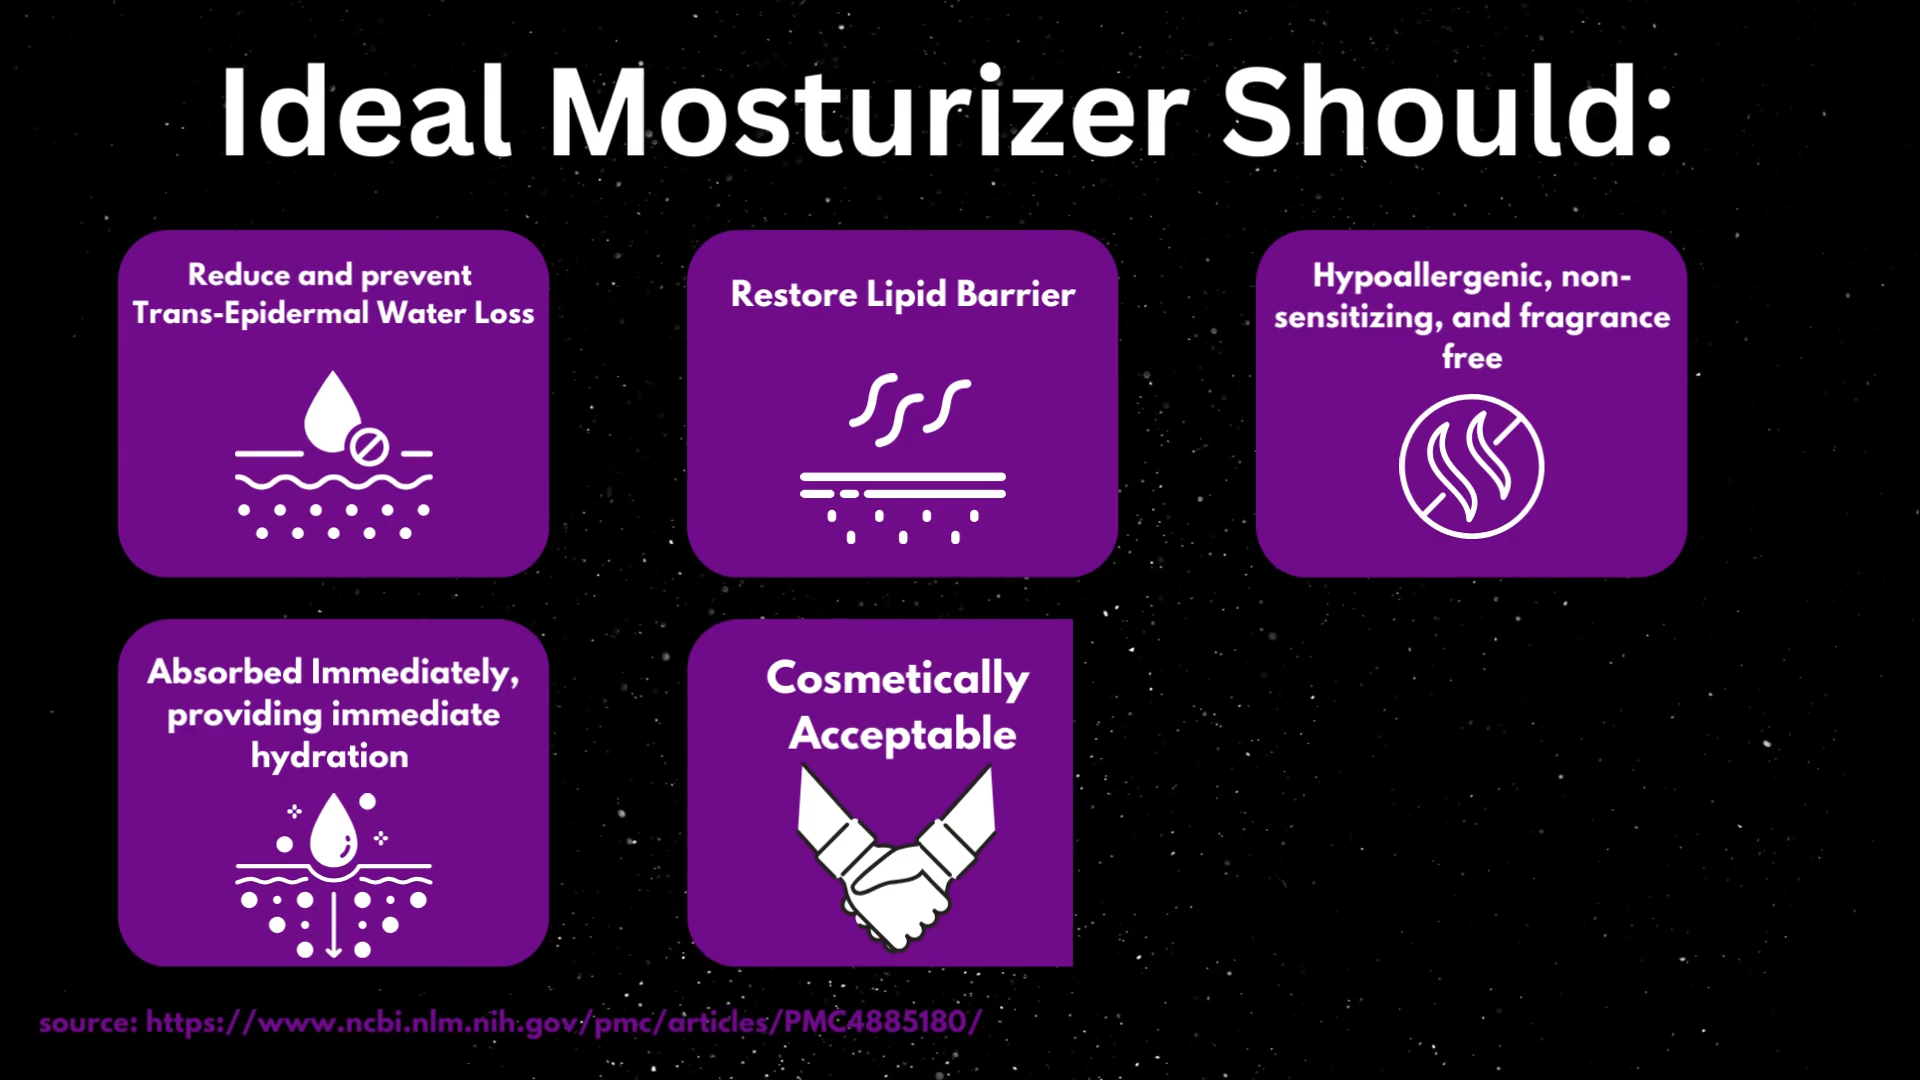 Ideal Mosturizer Should:
Reduce and prevent
Trans-Epidermal Water Loss
Restore Lipid Barrier
Hypoallergenic, non-
sensitizing, and fragrance
free
Absorbed Immediately,
providing immediate
hydration
Cosmetically
Acceptable
source: https://www.ncbi.nlm.nih.gov/pmc/articles/PMC4885180/